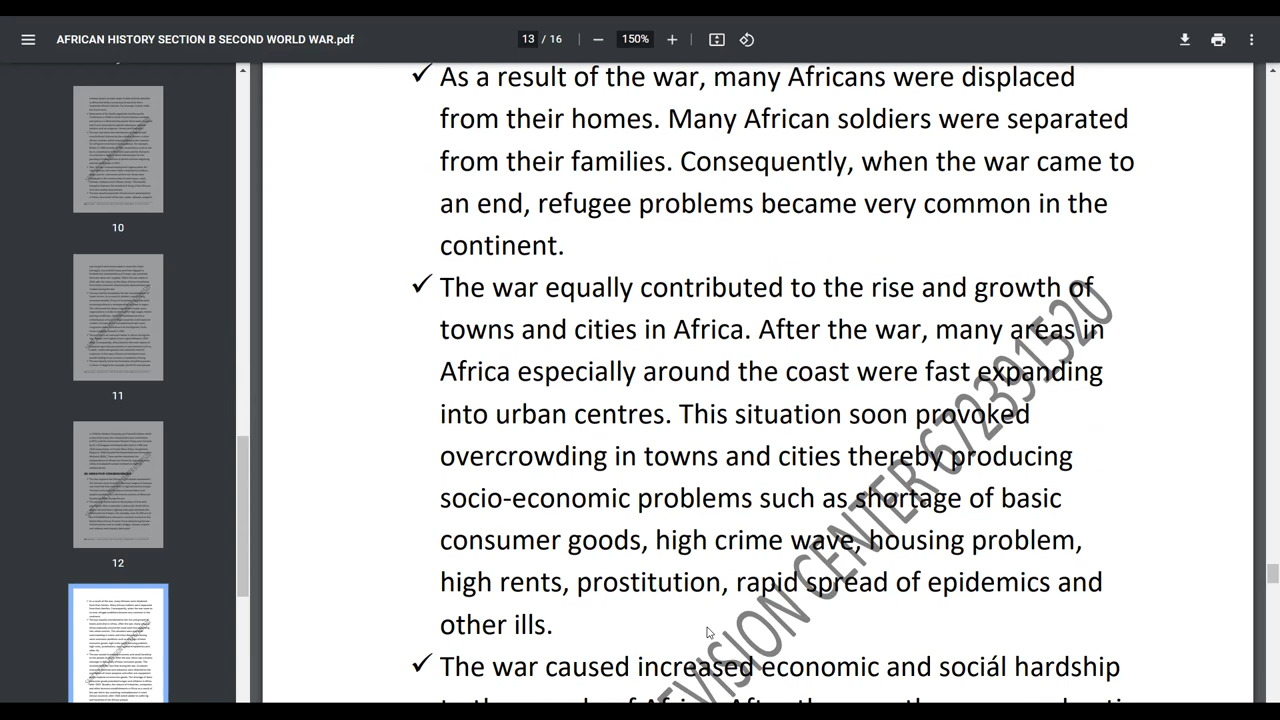 AFRICAN HISTORY SECTION B SECOND WORLD WAR.pdf
13 / 16
150%
10
11
12
✓ As a result of the war, many Africans were displaced
from their homes. Many African soldiers were separated
from their families. Consequently, when the war came to
an end, refugee problems became very common in the
continent.
✓ The war equally contributed to the rise and growth of
towns and cities in Africa. After the war, many areas in
Africa especially around the coast were fast expanding
into urban centres. This situation soon provoked
overcrowding in towns and cities thereby producing
socio-economic problems such as shortage of basic
consumer goods, high crime wave, housing problem,
high rents, prostitution, rapid spread of epidemics and
other ills.
✓ The war caused increased economic and social hardship
CENTER 672391520